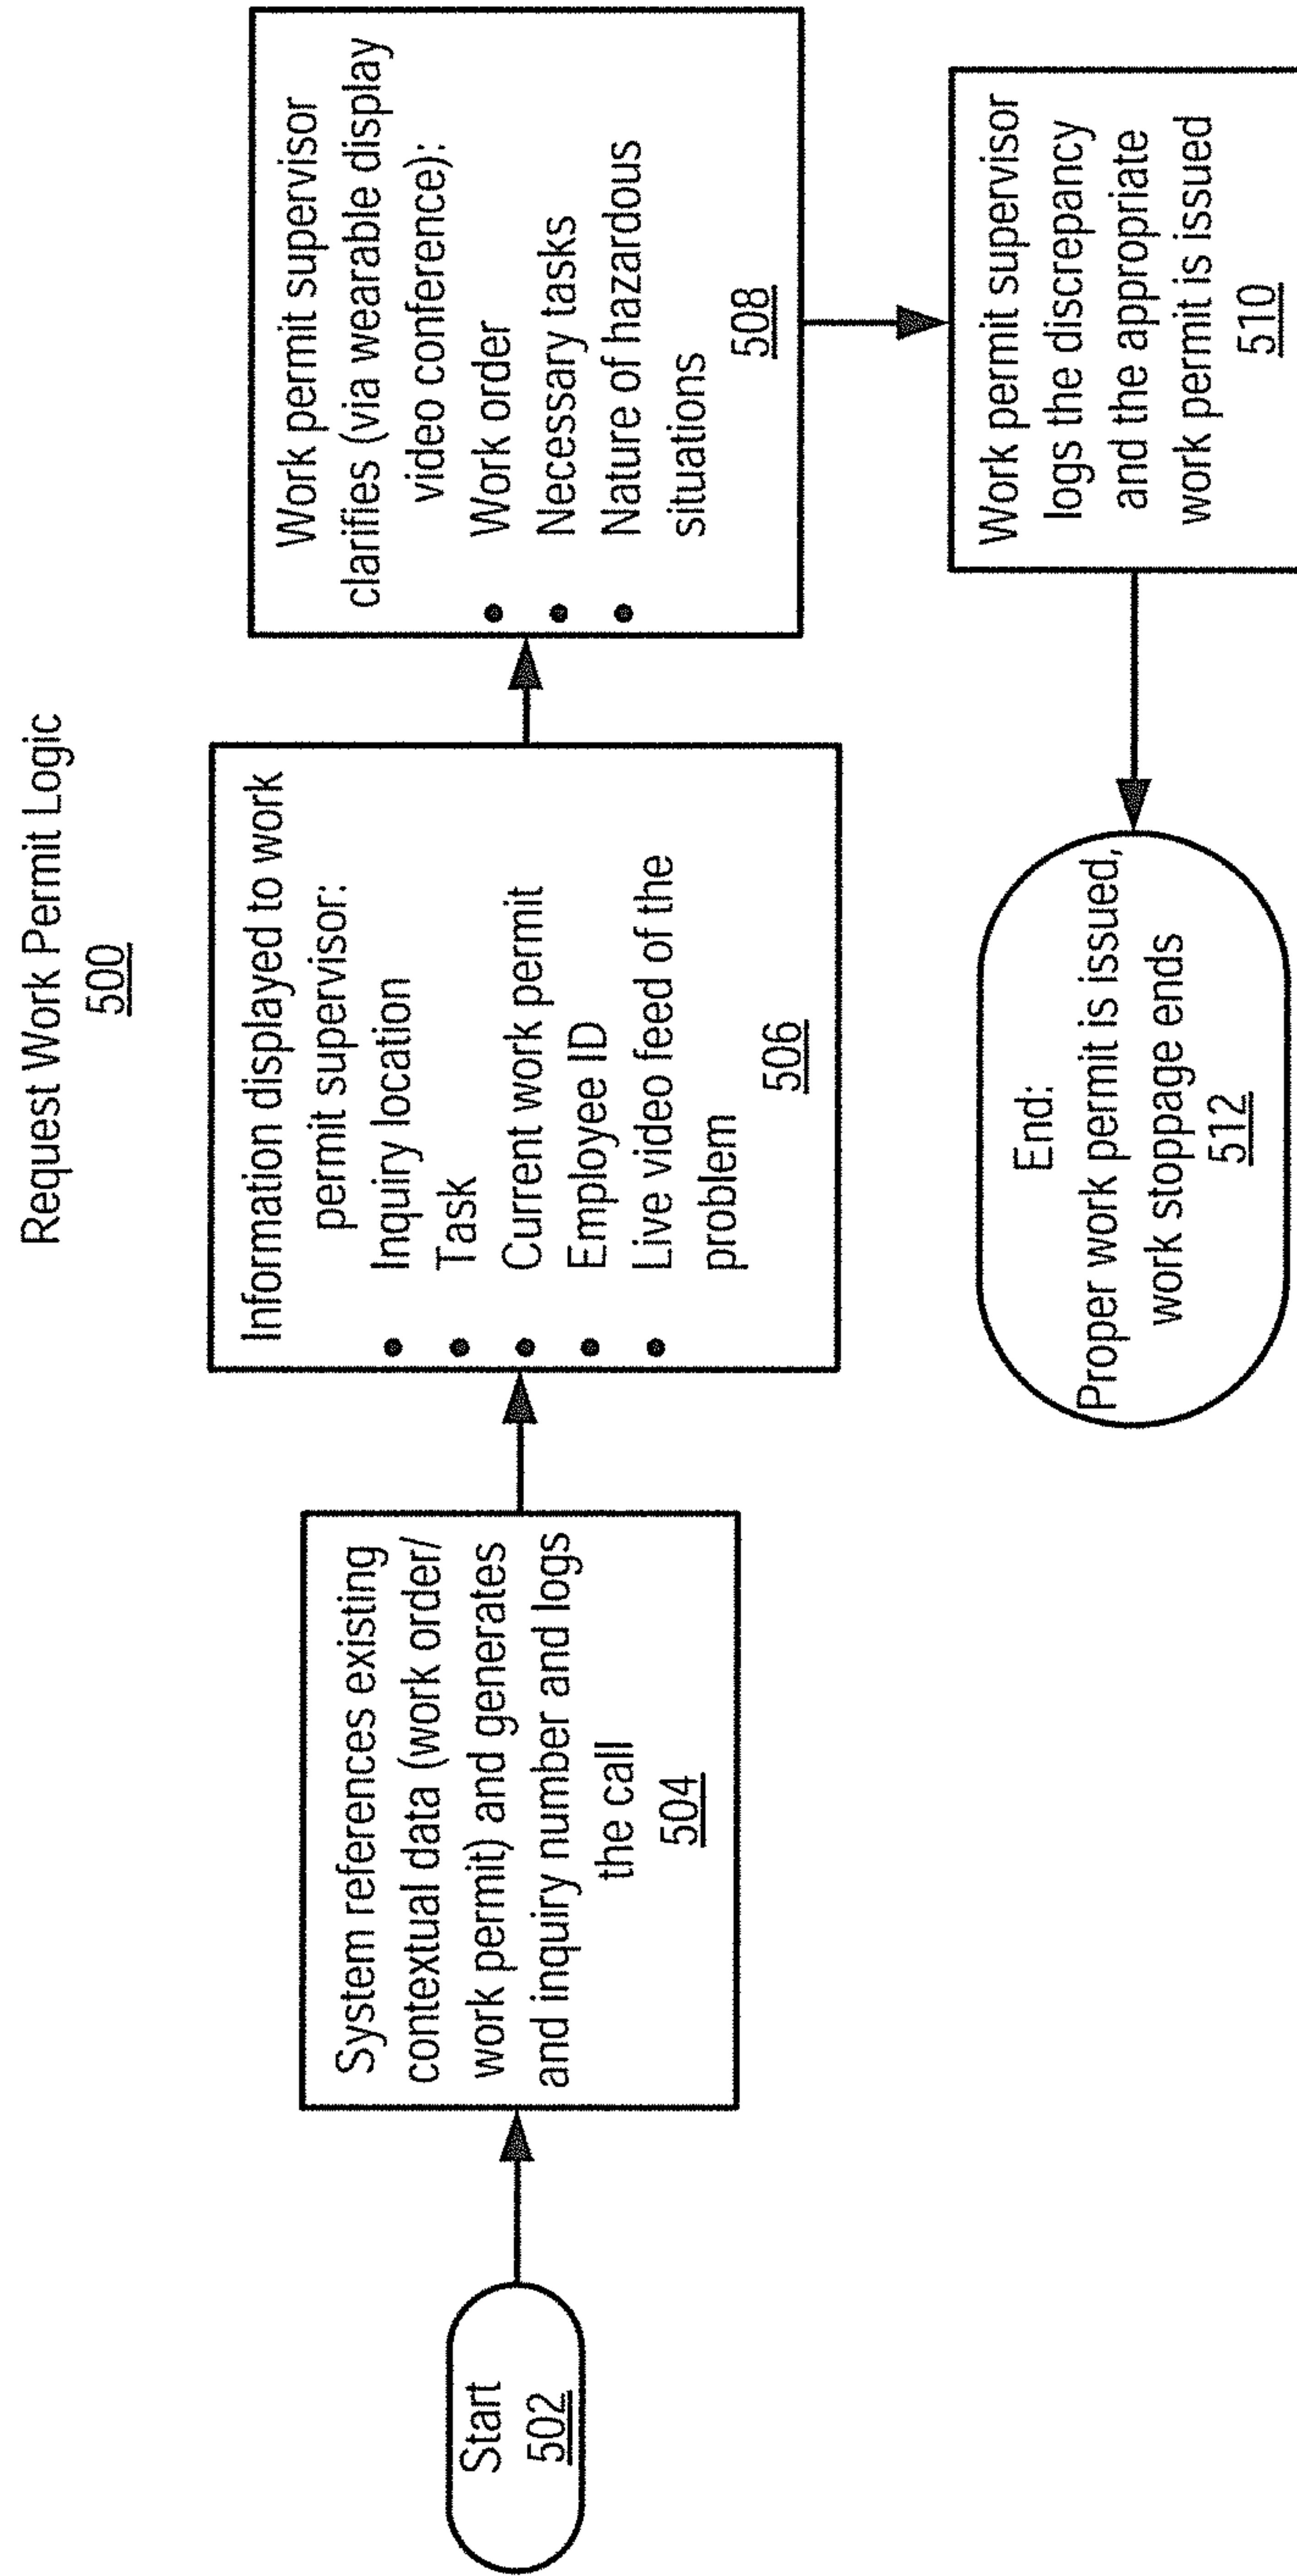 Request Work Permit Logic
500
Start
502
System references existing
contextual data (work order/
work permit) and generates
and inquiry number and logs
the call
504
Information displayed to work
permit supervisor:
• Inquiry location
• Task
• Current work permit
• Employee ID
• Live video feed of the
problem
506
Work permit supervisor
clarifies (via wearable display
video conference):
• Work order
• Necessary tasks
• Nature of hazardous
situations
508
Work permit supervisor
logs the discrepancy
and the appropriate
work permit is issued
510
End:
Proper work permit is issued,
work stoppage ends
512